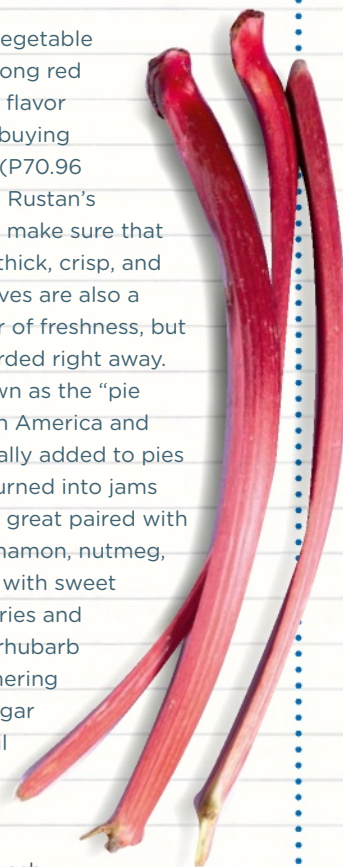 egetable
ong red
flavor
buying
(P70.96
Rustan’s
make sure that
thick, crisp, and
ves are also a
r of freshness, but
rded right away.
wn as the “pie
n America and
ally added to pies
urned into jams
great paired with
namon, nutmeg,
with sweet
ries and
rhubarb
nering
gar
il